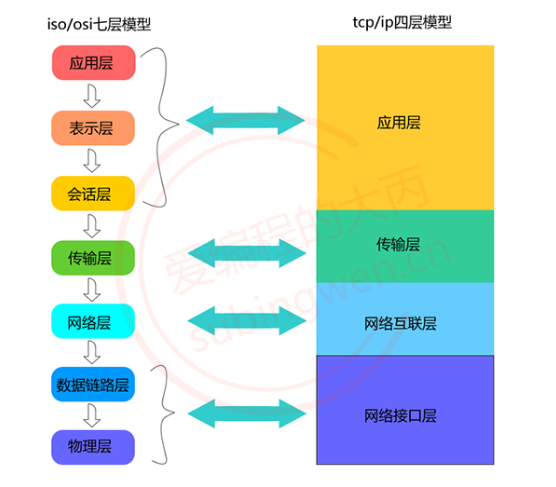 iso/osi七层模型
tcp/ip四层模型
应用层
表示层
会话层
传输层
网络层
数据链路层
物理层
应用层
传输层
网络互联层
网络接口层
爱编程的大丙
subingwen.cn